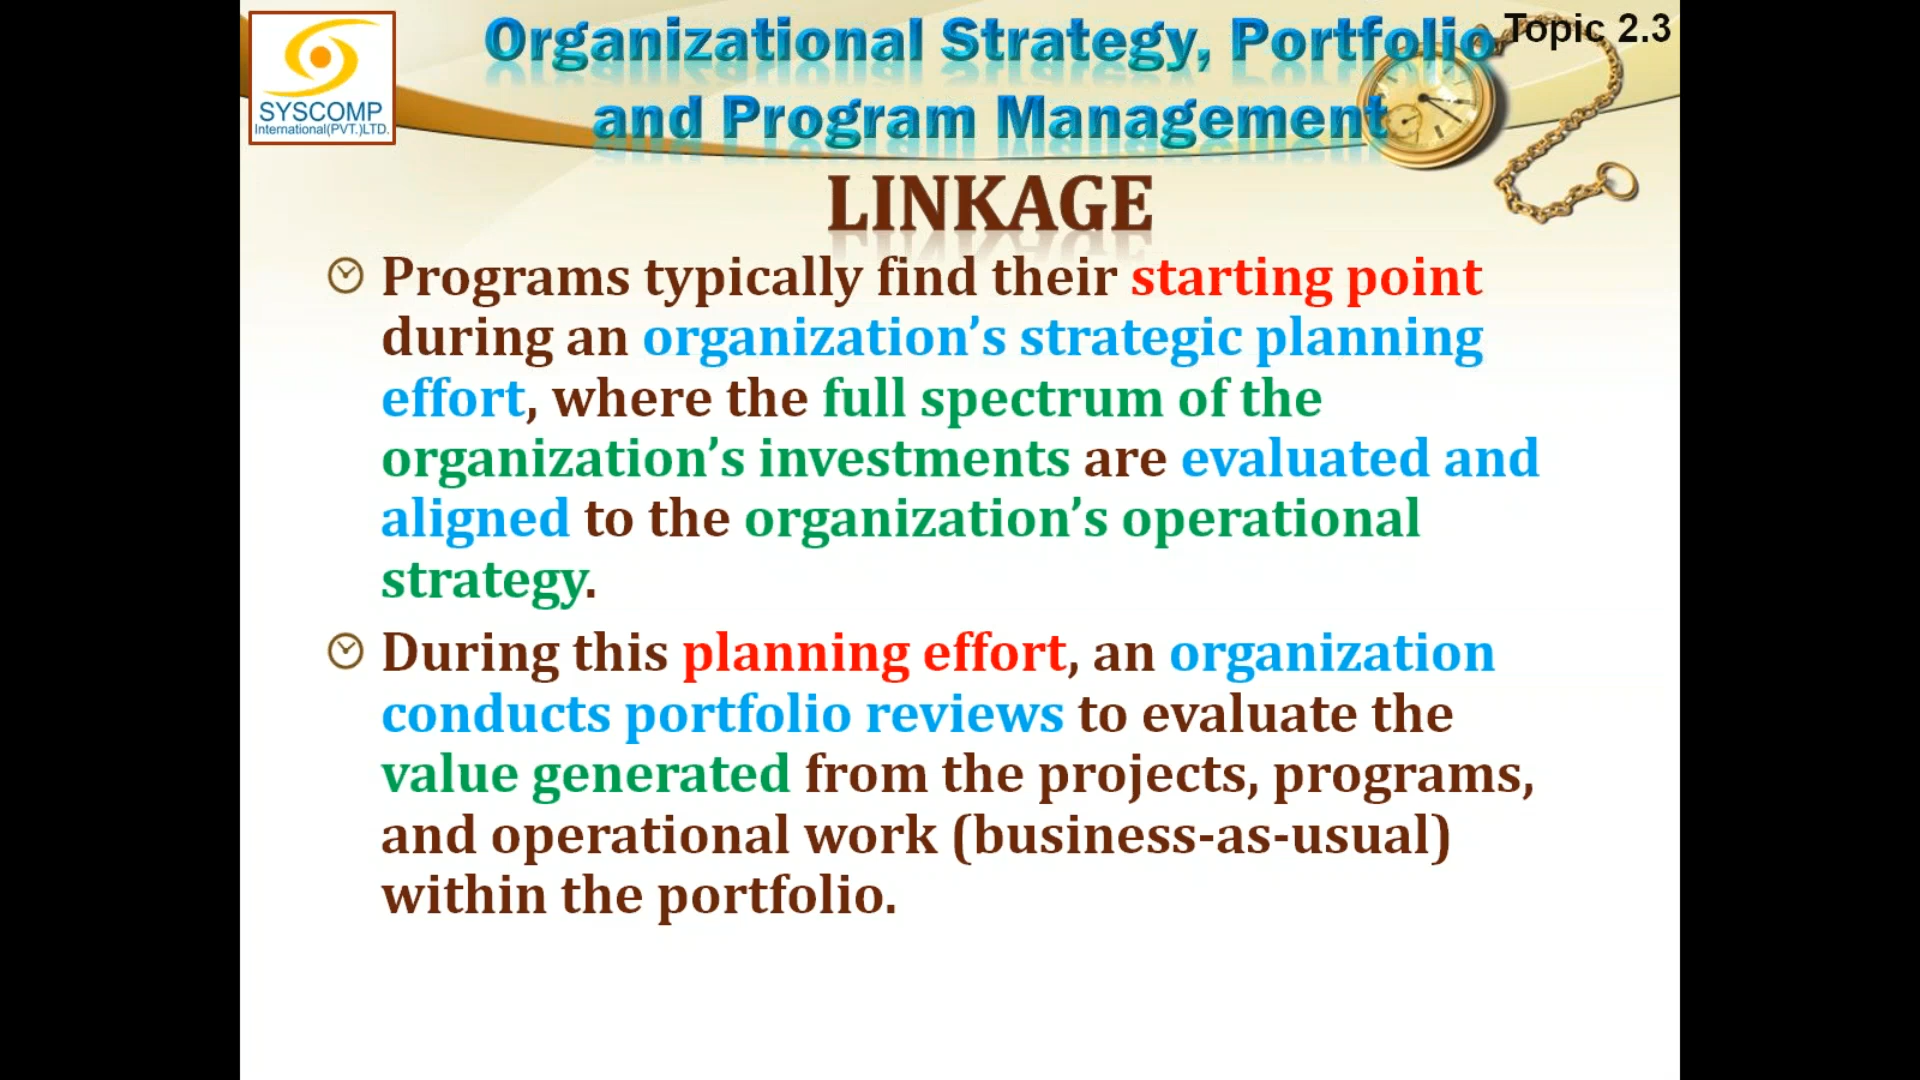 SYSCOMP
International(PVT.)LTD.
Topic 2.3
Organizational Strategy, Portfolio
and Program Management
LINKAGE
Programs typically find their starting point
during an organization’s strategic planning
effort, where the full spectrum of the
organization’s investments are evaluated and
aligned to the organization’s operational
strategy.
During this planning effort, an organization
conducts portfolio reviews to evaluate the
value generated from the projects, programs,
and operational work (business-as-usual)
within the portfolio.